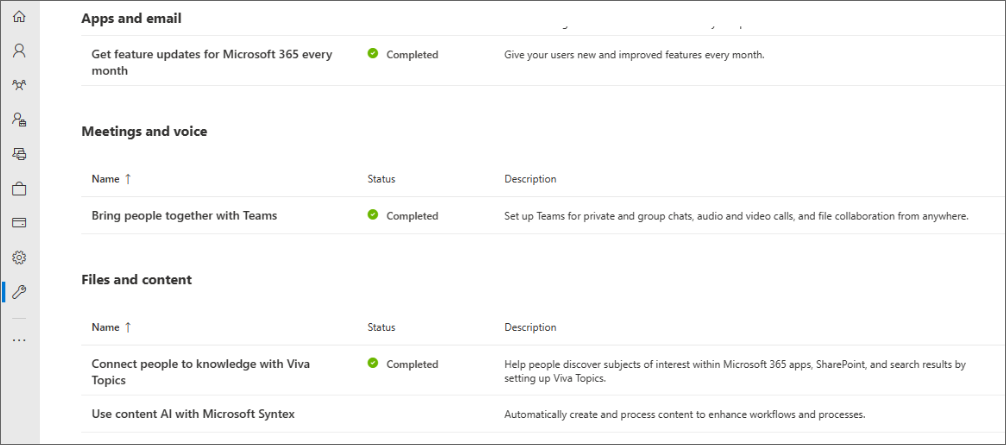 Apps and email
Get feature updates for Microsoft 365 every
month
Completed
Give your users new and improved features every month.
Meetings and voice
Name ↑ Status Description
Bring people together with Teams Completed Set up Teams for private and group chats, audio and video calls, and file collaboration from anywhere.
Files and content
Name ↑ Status Description
Connect people to knowledge with Viva
Topics
Completed
Help people discover subjects of interest within Microsoft 365 apps, SharePoint, and search results by
setting up Viva Topics.
Use content AI with Microsoft Syntex Automatically create and process content to enhance workflows and processes.